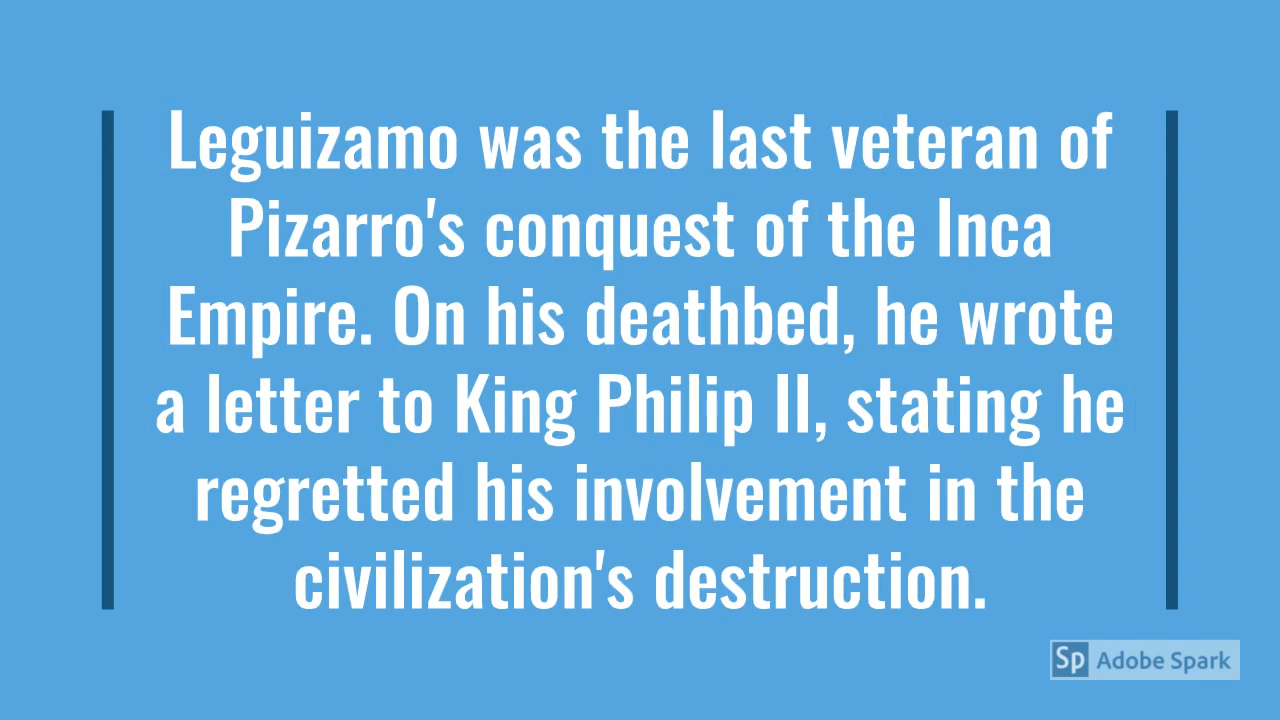 Leguizamo was the last veteran of
Pizarro's conquest of the Inca
Empire. On his deathbed, he wrote
a letter to King Philip II, stating he
regretted his involvement in the
civilization's destruction.
Sp Adobe Spark